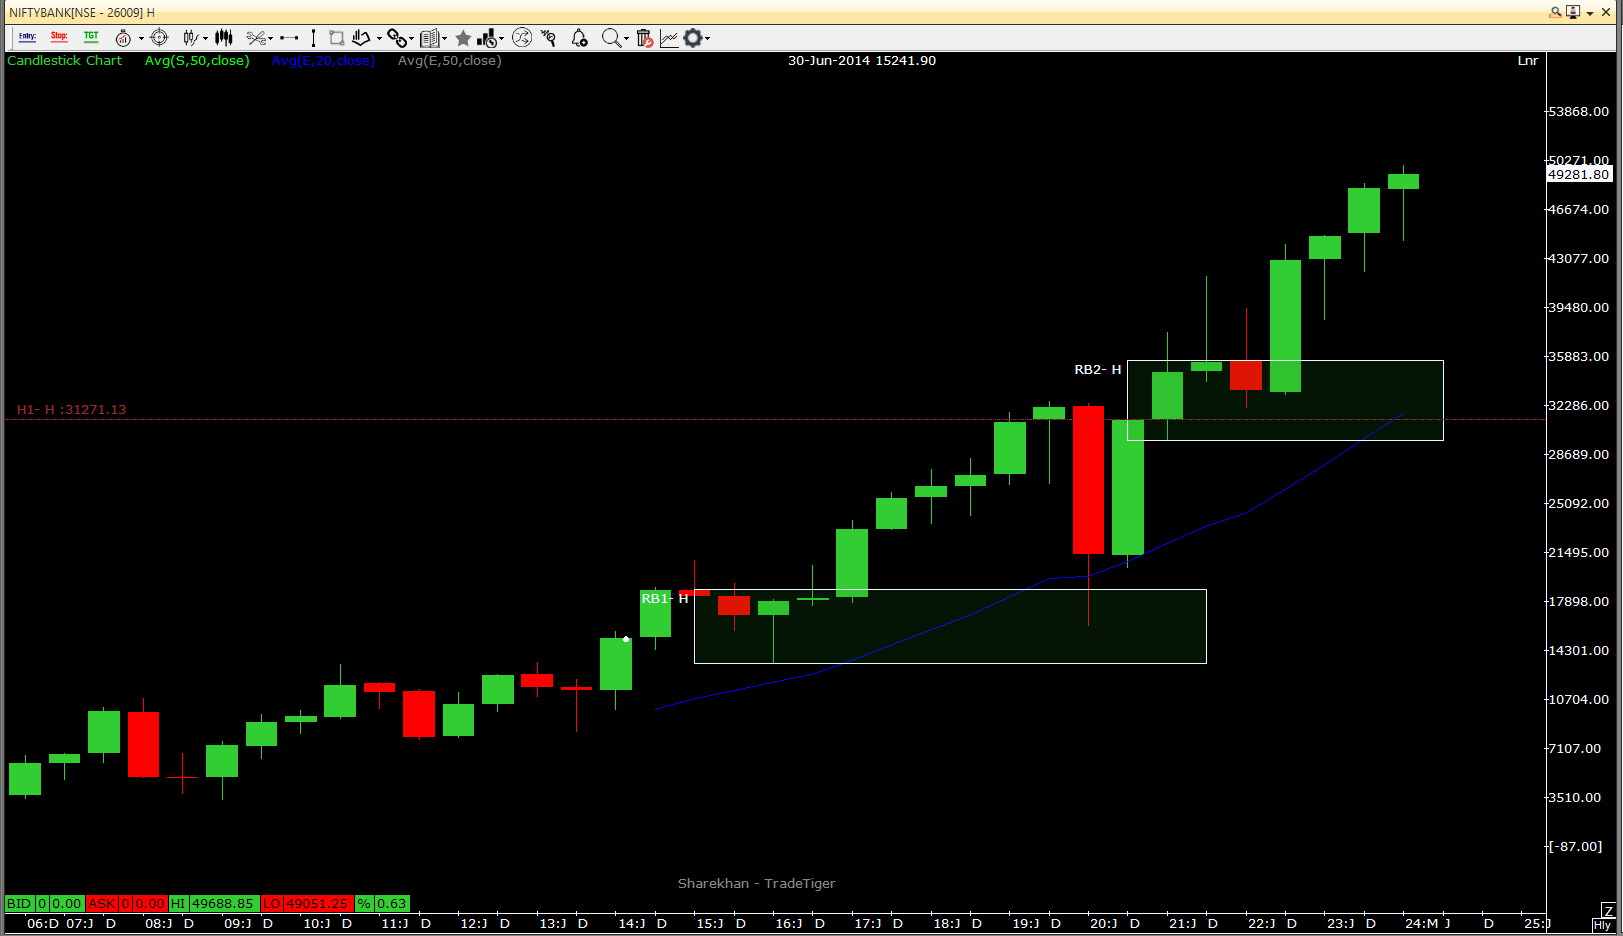 NIFTYBANK[NSE - 26009] H
Entry: Stop: TGT
Candlestick Chart Avg(S,50,close) Avg(E,20,close) Avg(E,50,close) 30-Jun-2014 15241.90 Lnr
53868.00
50271.00
49281.80
46674.00
43077.00
39480.00
35883.00
RB2- H
32286.00
H1- H :31271.13
28689.00
25092.00
21495.00
RB1- H
17898.00
14301.00
10704.00
7107.00
3510.00
[-87.00]
Sharekhan - TradeTiger
BID 0 0.00 ASK 0 0.00 HI 49688.85 LO 49051.25 % 0.63
Z
06:D 07:J D 08:J D 09:J D 10:J D 11:J D 12:J D 13:J D 14:J D 15:J D 16:J D 17:J D 18:J D 19:J D 20:J D 21:J D 22:J D 23:J D 24:M J D 25:J
Hly